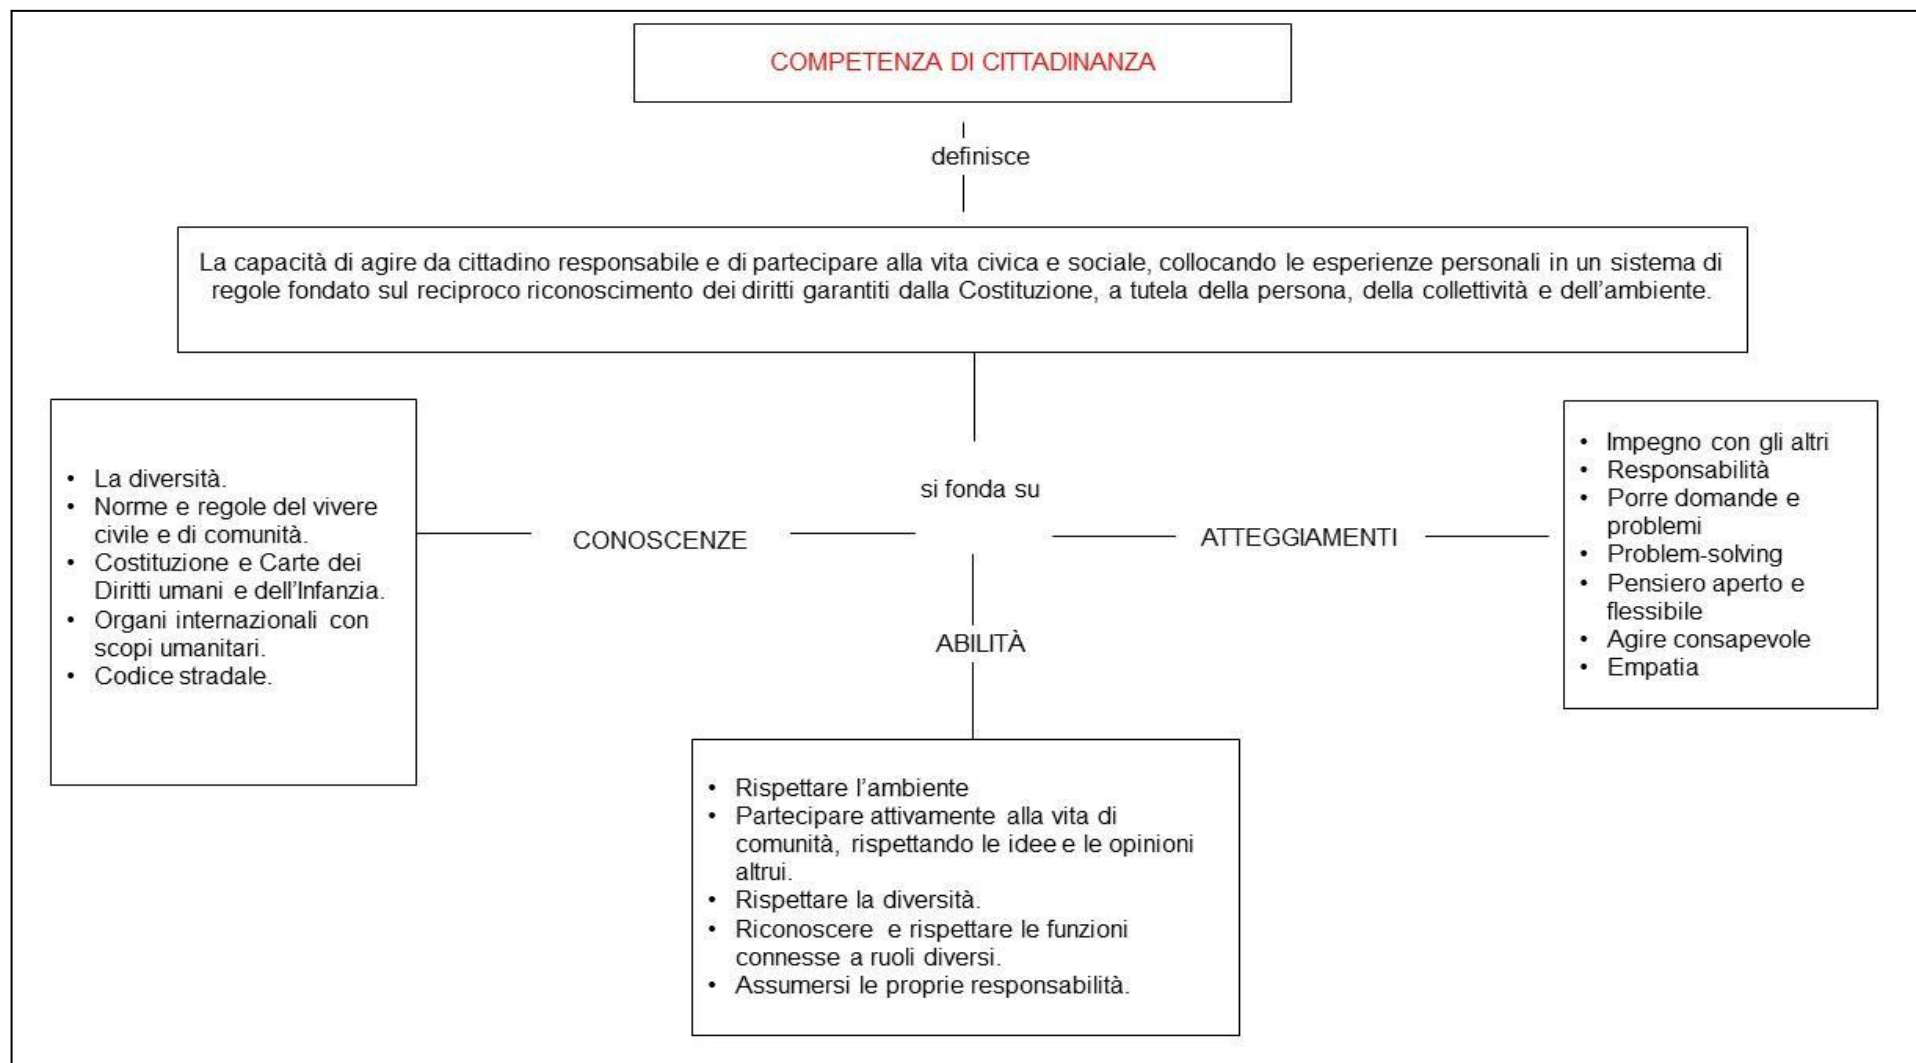 COMPETENZA DI CITTADINANZA
definisce
La capacità di agire da cittadino responsabile e di partecipare alla vita civica e sociale, collocando le esperienze personali in un sistema di
regole fondato sul reciproco riconoscimento dei diritti garantiti dalla Costituzione, a tutela della persona, della collettività e dell'ambiente.
si fonda su
CONOSCENZE
• La diversità.
• Norme e regole del vivere
civile e di comunità.
• Costituzione e Carte dei
Diritti umani e dell'Infanzia.
• Organi internazionali con
scopi umanitari.
• Codice stradale.
ABILITÀ
• Rispettare l'ambiente
• Partecipare attivamente alla vita di
comunità, rispettando le idee e le opinioni
altrui.
• Rispettare la diversità.
• Riconoscere e rispettare le funzioni
connesse a ruoli diversi.
• Assumersi le proprie responsabilità.
ATTEGGIAMENTI
• Impegno con gli altri
• Responsabilità
• Porre domande e
problemi
• Problem-solving
• Pensiero aperto e
flessibile
• Agire consapevole
• Empatia